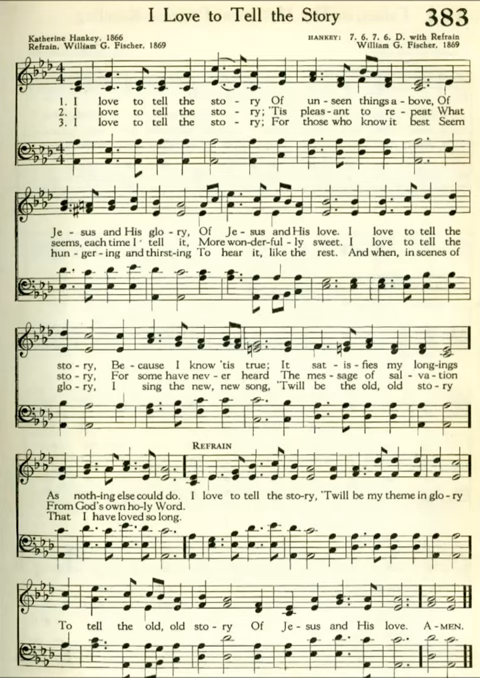 I Love to Tell the Story 383
Katherine Hankey, 1866 HANKEY: 7. 6. 7. 6. D. with Refrain
Refrain, William G. Fischer, 1869 William G. Fischer, 1869
1. I love to tell the sto - ry Of un - seen things a - bove, Of
2. I love to tell the sto - ry; 'Tis pleas - ant to re - peat What
3. I love to tell the sto - ry; For those who know it best Seem
Je - sus and His glo - ry, Of Je - sus and His love. I love to tell the
seems, each time I tell it, More won-der-ful - ly sweet. I love to tell the
hun - ger - ing and thirst-ing To hear it, like the rest. And when, in scenes of
sto - ry, Be - cause I know 'tis true; It sat - is - fies my long-ings
sto - ry, For some have nev - er heard The mes - sage of sal - va - tion
glo - ry, I sing the new, new song, 'Twill be the old, old sto - ry
REFRAIN
As noth-ing else could do. I love to tell the sto-ry, 'Twill be my theme in glo - ry
From God's own ho-ly Word.
That I have loved so long.
To tell the old, old sto - ry Of Je - sus and His love. A-MEN.